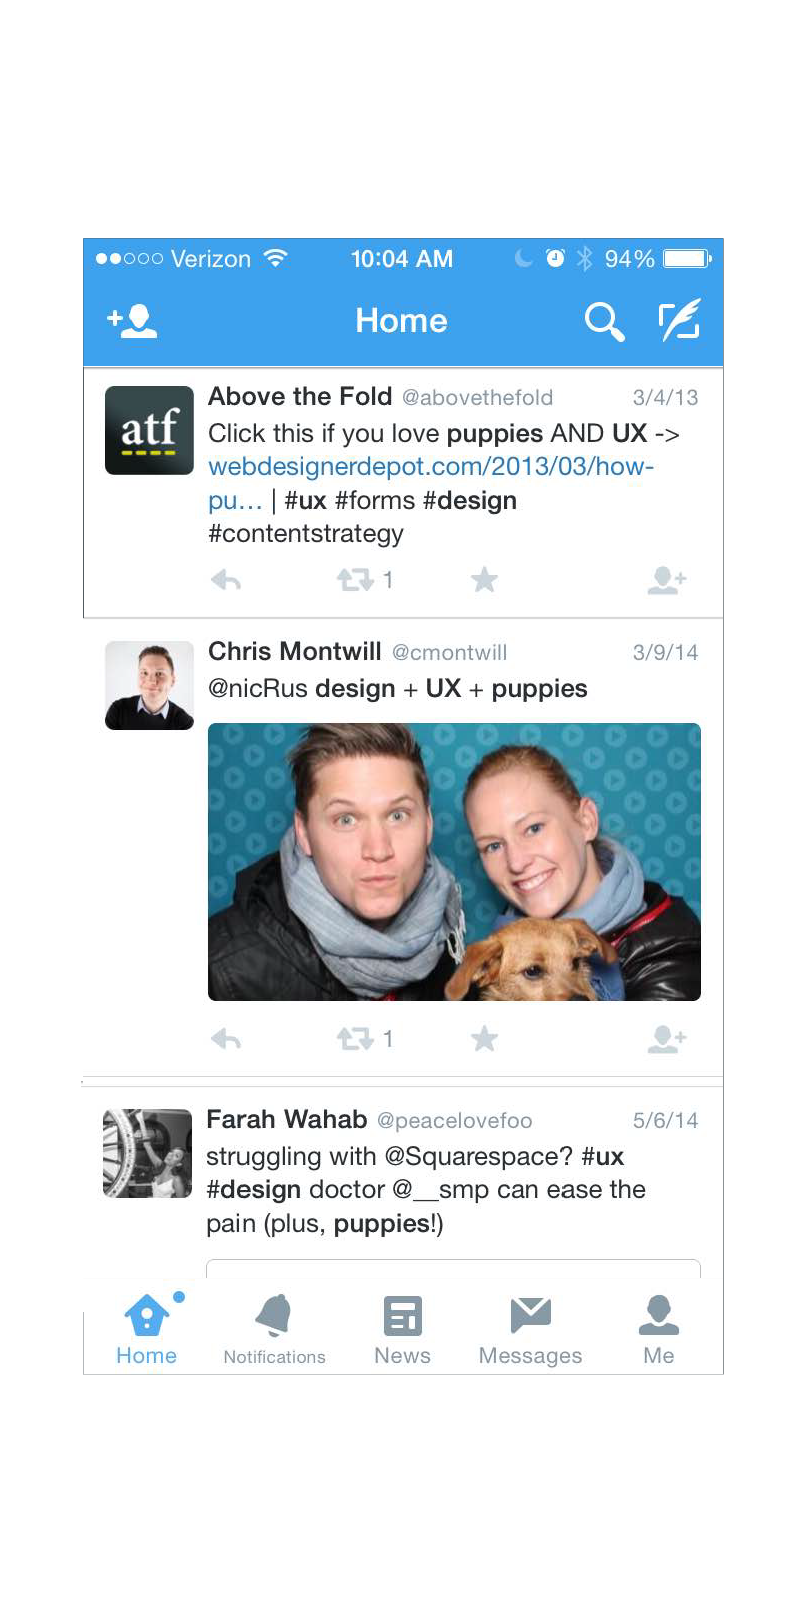 Verizon 10:04 AM 94%
Home
atf
Above the Fold @abovethefold 3/4/13
Click this if you love puppies AND UX ->
webdesignerdepot.com/2013/03/how-
pu... | #ux #forms #design
#contentstrategy
1
Chris Montwill @cmontwill 3/9/14
@nicRus design + UX + puppies
1
Farah Wahab @peacelovefoo 5/6/14
struggling with @Squarespace? #ux
#design doctor @__smp can ease the
pain (plus, puppies!)
Home Notifications News Messages Me